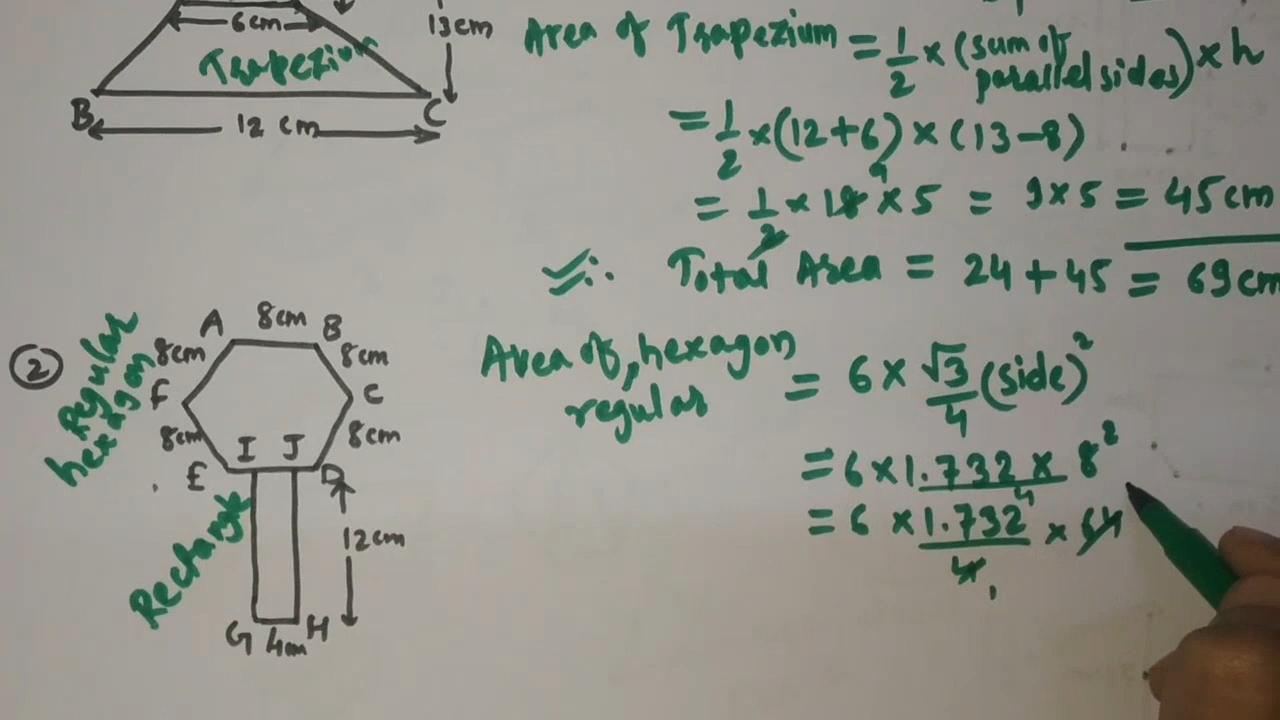 6cm
13cm
Trapezium
B
C
12 cm
Area of Trapezium = 1/2 × (sum of parallel sides) × h
= 1/2 × (12+6) × (13-8)
9
= 1/2 × 18 × 5 = 9×5 = 45cm
∴ Total Area = 24 + 45 = 69cm
2
Regular hexagon
A 8cm B
8cm 8cm
F C
8cm 8cm
E I J D
Rectangle
12cm
G 4cm H
Area of, hexagon
regular
= 6 × √3/4 (side)²
= 6 × 1.732 × 8²
4
= 6 × 1.732/4 × 64
1